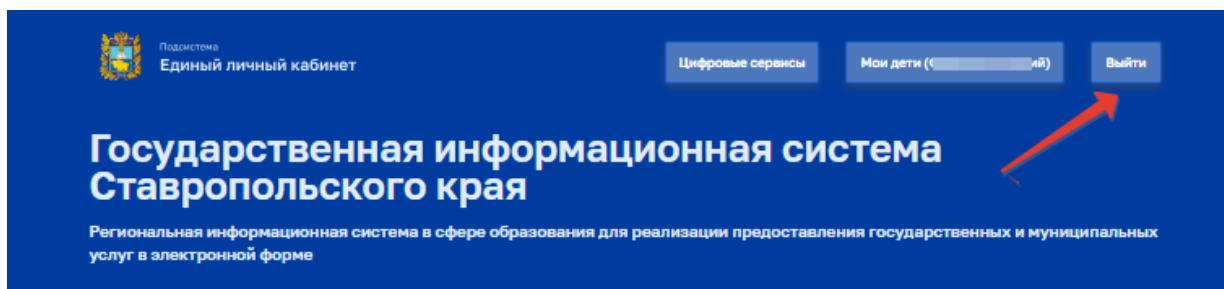 Подсистема
Единый личный кабинет
Цифровые сервисы
Мои дети ( ий)
Выйти
Государственная информационная система
Ставропольского края
Региональная информационная система в сфере образования для реализации предоставления государственных и муниципальных
услуг в электронной форме